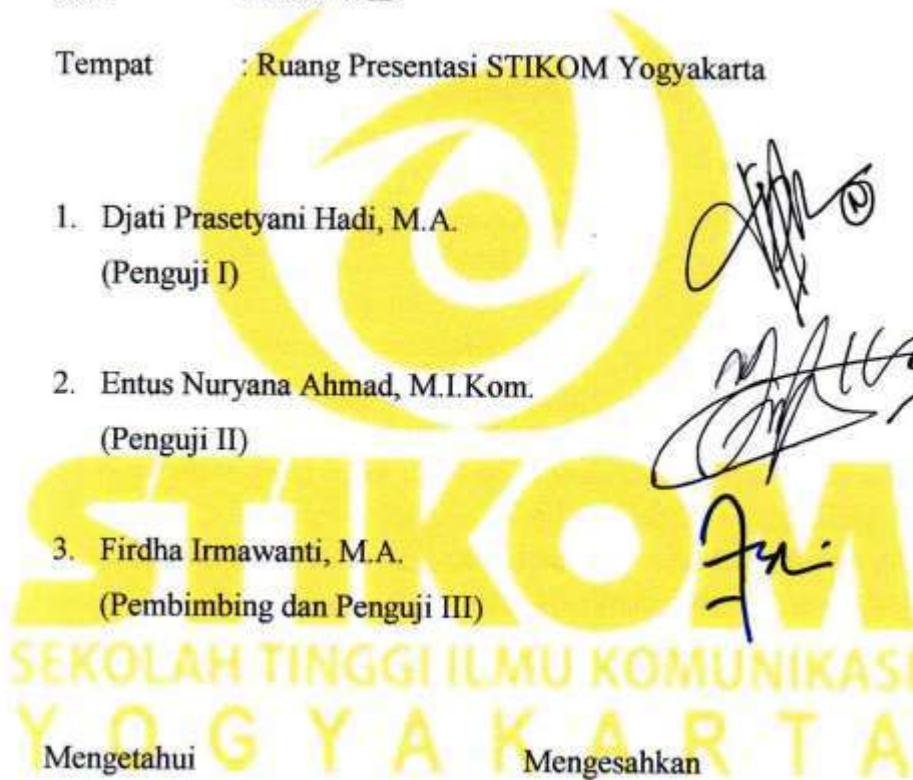 Tempat : Ruang Presentasi STIKOM Yogyakarta
1. Djati Prasetyani Hadi, M.A.
(Penguji I)
2. Entus Nuryana Ahmad, M.I.Kom.
(Penguji II)
3. Firdha Irmawanti, M.A.
(Pembimbing dan Penguji III)
STIKOM
SEKOLAH TINGGI ILMU KOMUNIKASI
YOGYAKARTA
Mengetahui Mengesahkan